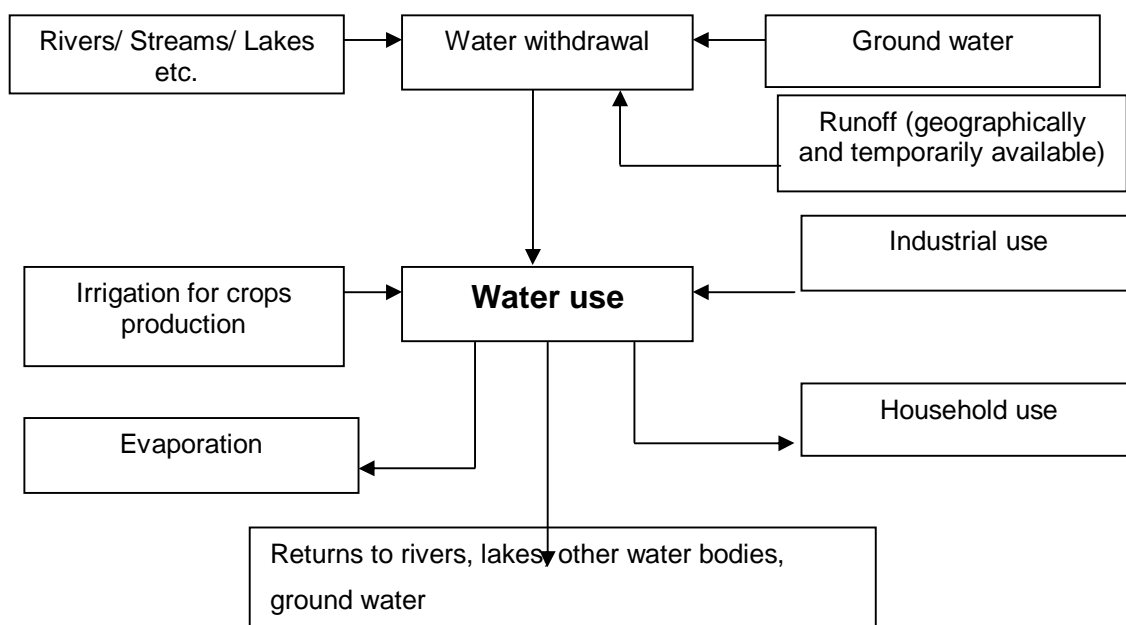 Rivers/ Streams/ Lakes
etc.
Water withdrawal
Ground water
Runoff (geographically
and temporarily available)
Industrial use
Irrigation for crops
production
Water use
Household use
Evaporation
Returns to rivers, lakes, other water bodies,
ground water